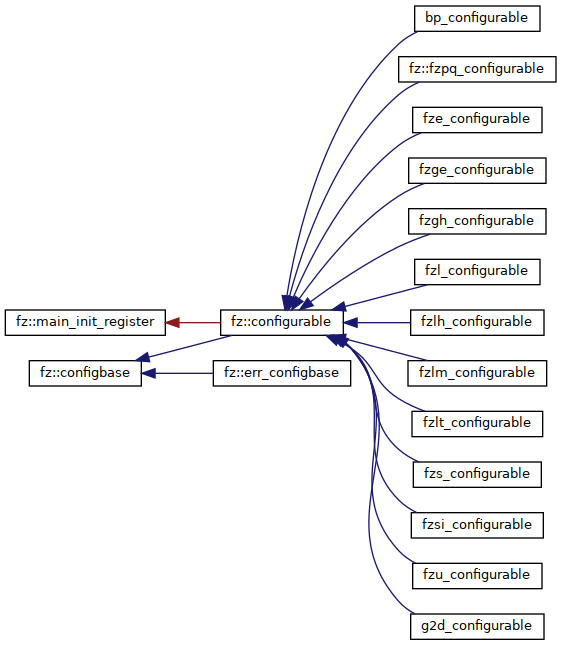 bp_configurable
fz::fzpq_configurable
fze_configurable
fzge_configurable
fzgh_configurable
fzl_configurable
fz::main_init_register
fz::configurable
fzlh_configurable
fz::configbase
fz::err_configbase
fzlm_configurable
fzlt_configurable
fzs_configurable
fzsi_configurable
fzu_configurable
g2d_configurable